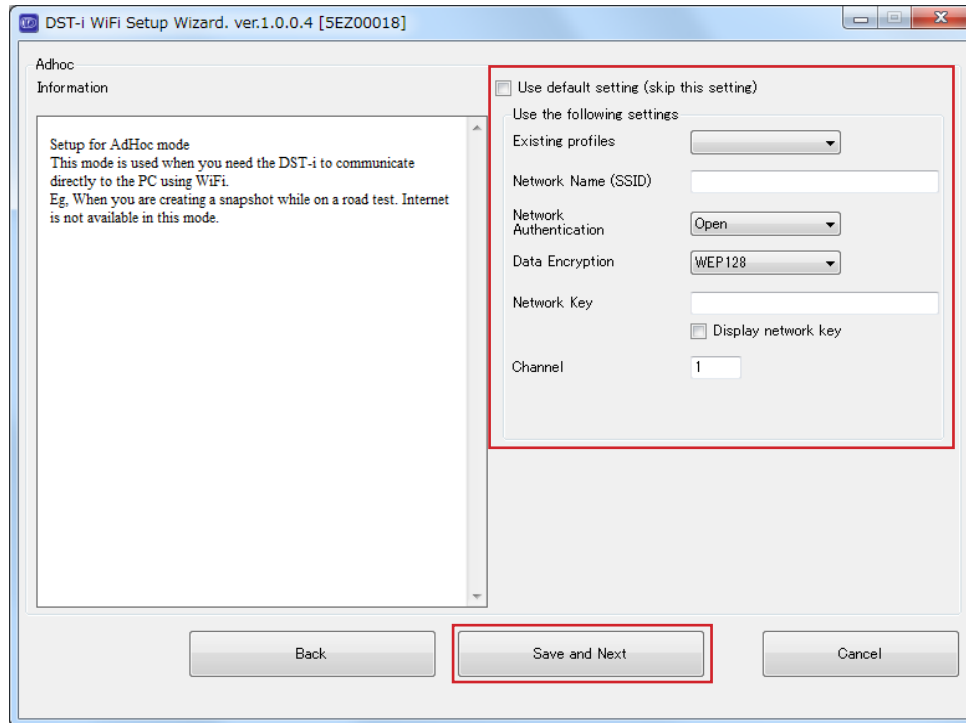 DST-i WiFi Setup Wizard. ver.1.0.0.4 [5EZ00018]
Adhoc
Information
Setup for AdHoc mode
This mode is used when you need the DST-i to communicate
directly to the PC using WiFi.
Eg, When you are creating a snapshot while on a road test. Internet
is not available in this mode.
Use default setting (skip this setting)
Use the following settings
Existing profiles
Network Name (SSID)
Network
Authentication
Open
Data Encryption
WEP128
Network Key
Display network key
Channel
1
Back
Save and Next
Cancel